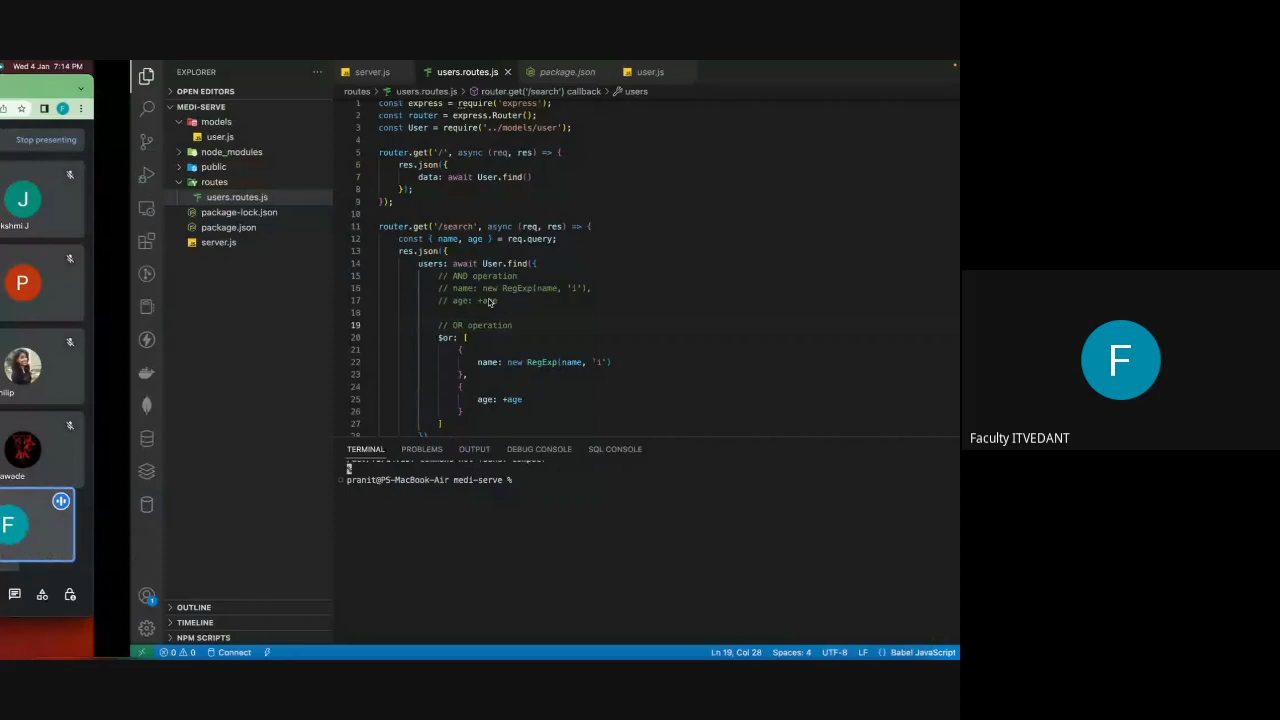 Wed 4 Jan 7:14 PM
Stop presenting
J
kshmi J
P
hilip
awade
F
EXPLORER
OPEN EDITORS
MEDI-SERVE
models
user.js
node_modules
public
routes
users.routes.js
package-lock.json
package.json
server.js
OUTLINE
TIMELINE
NPM SCRIPTS
server.js users.routes.js package.json user.js
routes > users.routes.js > router.get('/search') callback > users
1 const express = require('express');
2 const router = express.Router();
3 const User = require('../models/user');
4
5 router.get('/', async (req, res) => {
6 res.json({
7 data: await User.find()
8 });
9 });
10
11 router.get('/search', async (req, res) => {
12 const { name, age } = req.query;
13 res.json({
14 users: await User.find({
15 // AND operation
16 // name: new RegExp(name, 'i'),
17 // age: +age
18
19 // OR operation
20 $or: [
21 {
22 name: new RegExp(name, 'i')
23 },
24 {
25 age: +age
26 }
27 ]
28 })
TERMINAL PROBLEMS OUTPUT DEBUG CONSOLE SQL CONSOLE
pranit@PS-MacBook-Air medi-serve %
1
0 0 Connect
Ln 19, Col 28 Spaces: 4 UTF-8 LF {} Babel JavaScript
F
Faculty ITVEDANT